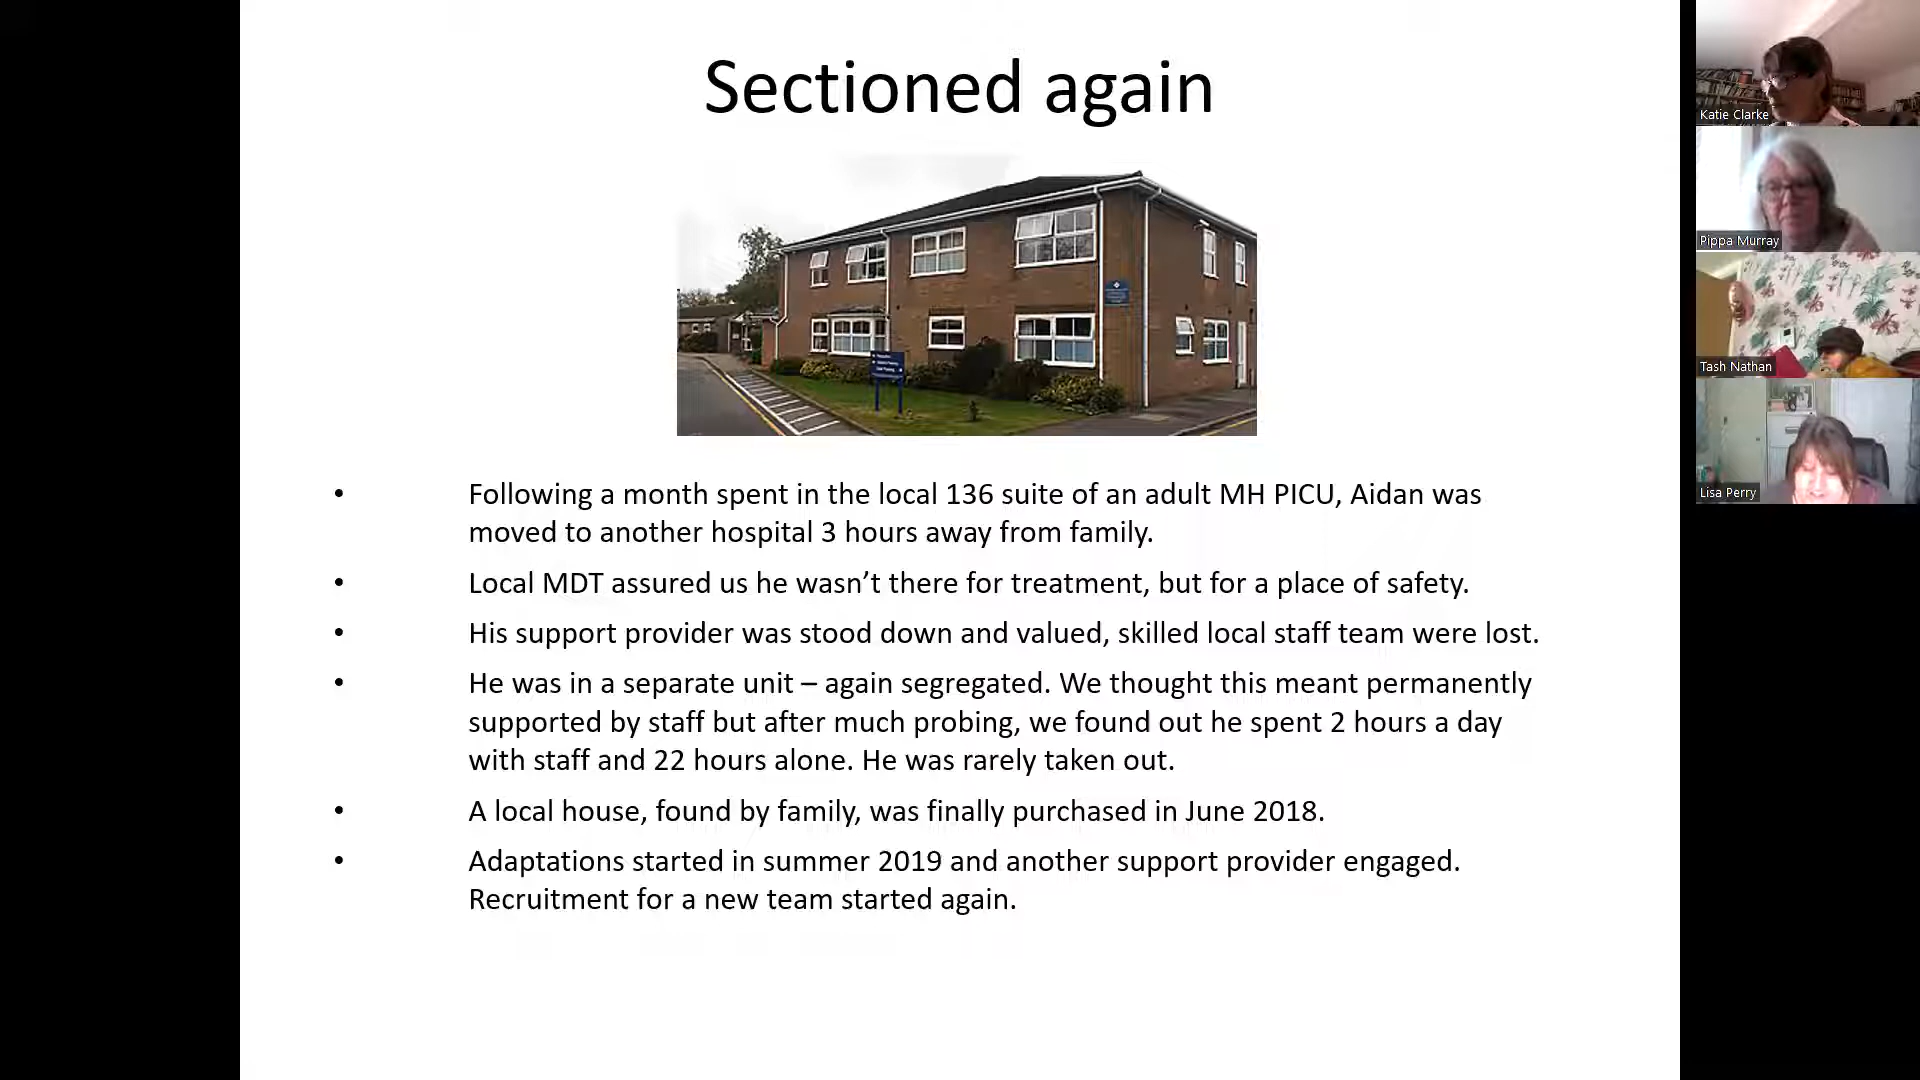 Sectioned again
• Following a month spent in the local 136 suite of an adult MH PICU, Aidan was
moved to another hospital 3 hours away from family.
• Local MDT assured us he wasn’t there for treatment, but for a place of safety.
• His support provider was stood down and valued, skilled local staff team were lost.
• He was in a separate unit – again segregated. We thought this meant permanently
supported by staff but after much probing, we found out he spent 2 hours a day
with staff and 22 hours alone. He was rarely taken out.
• A local house, found by family, was finally purchased in June 2018.
• Adaptations started in summer 2019 and another support provider engaged.
Recruitment for a new team started again.
Katie Clarke
Pippa Murray
Tash Nathan
Lisa Perry